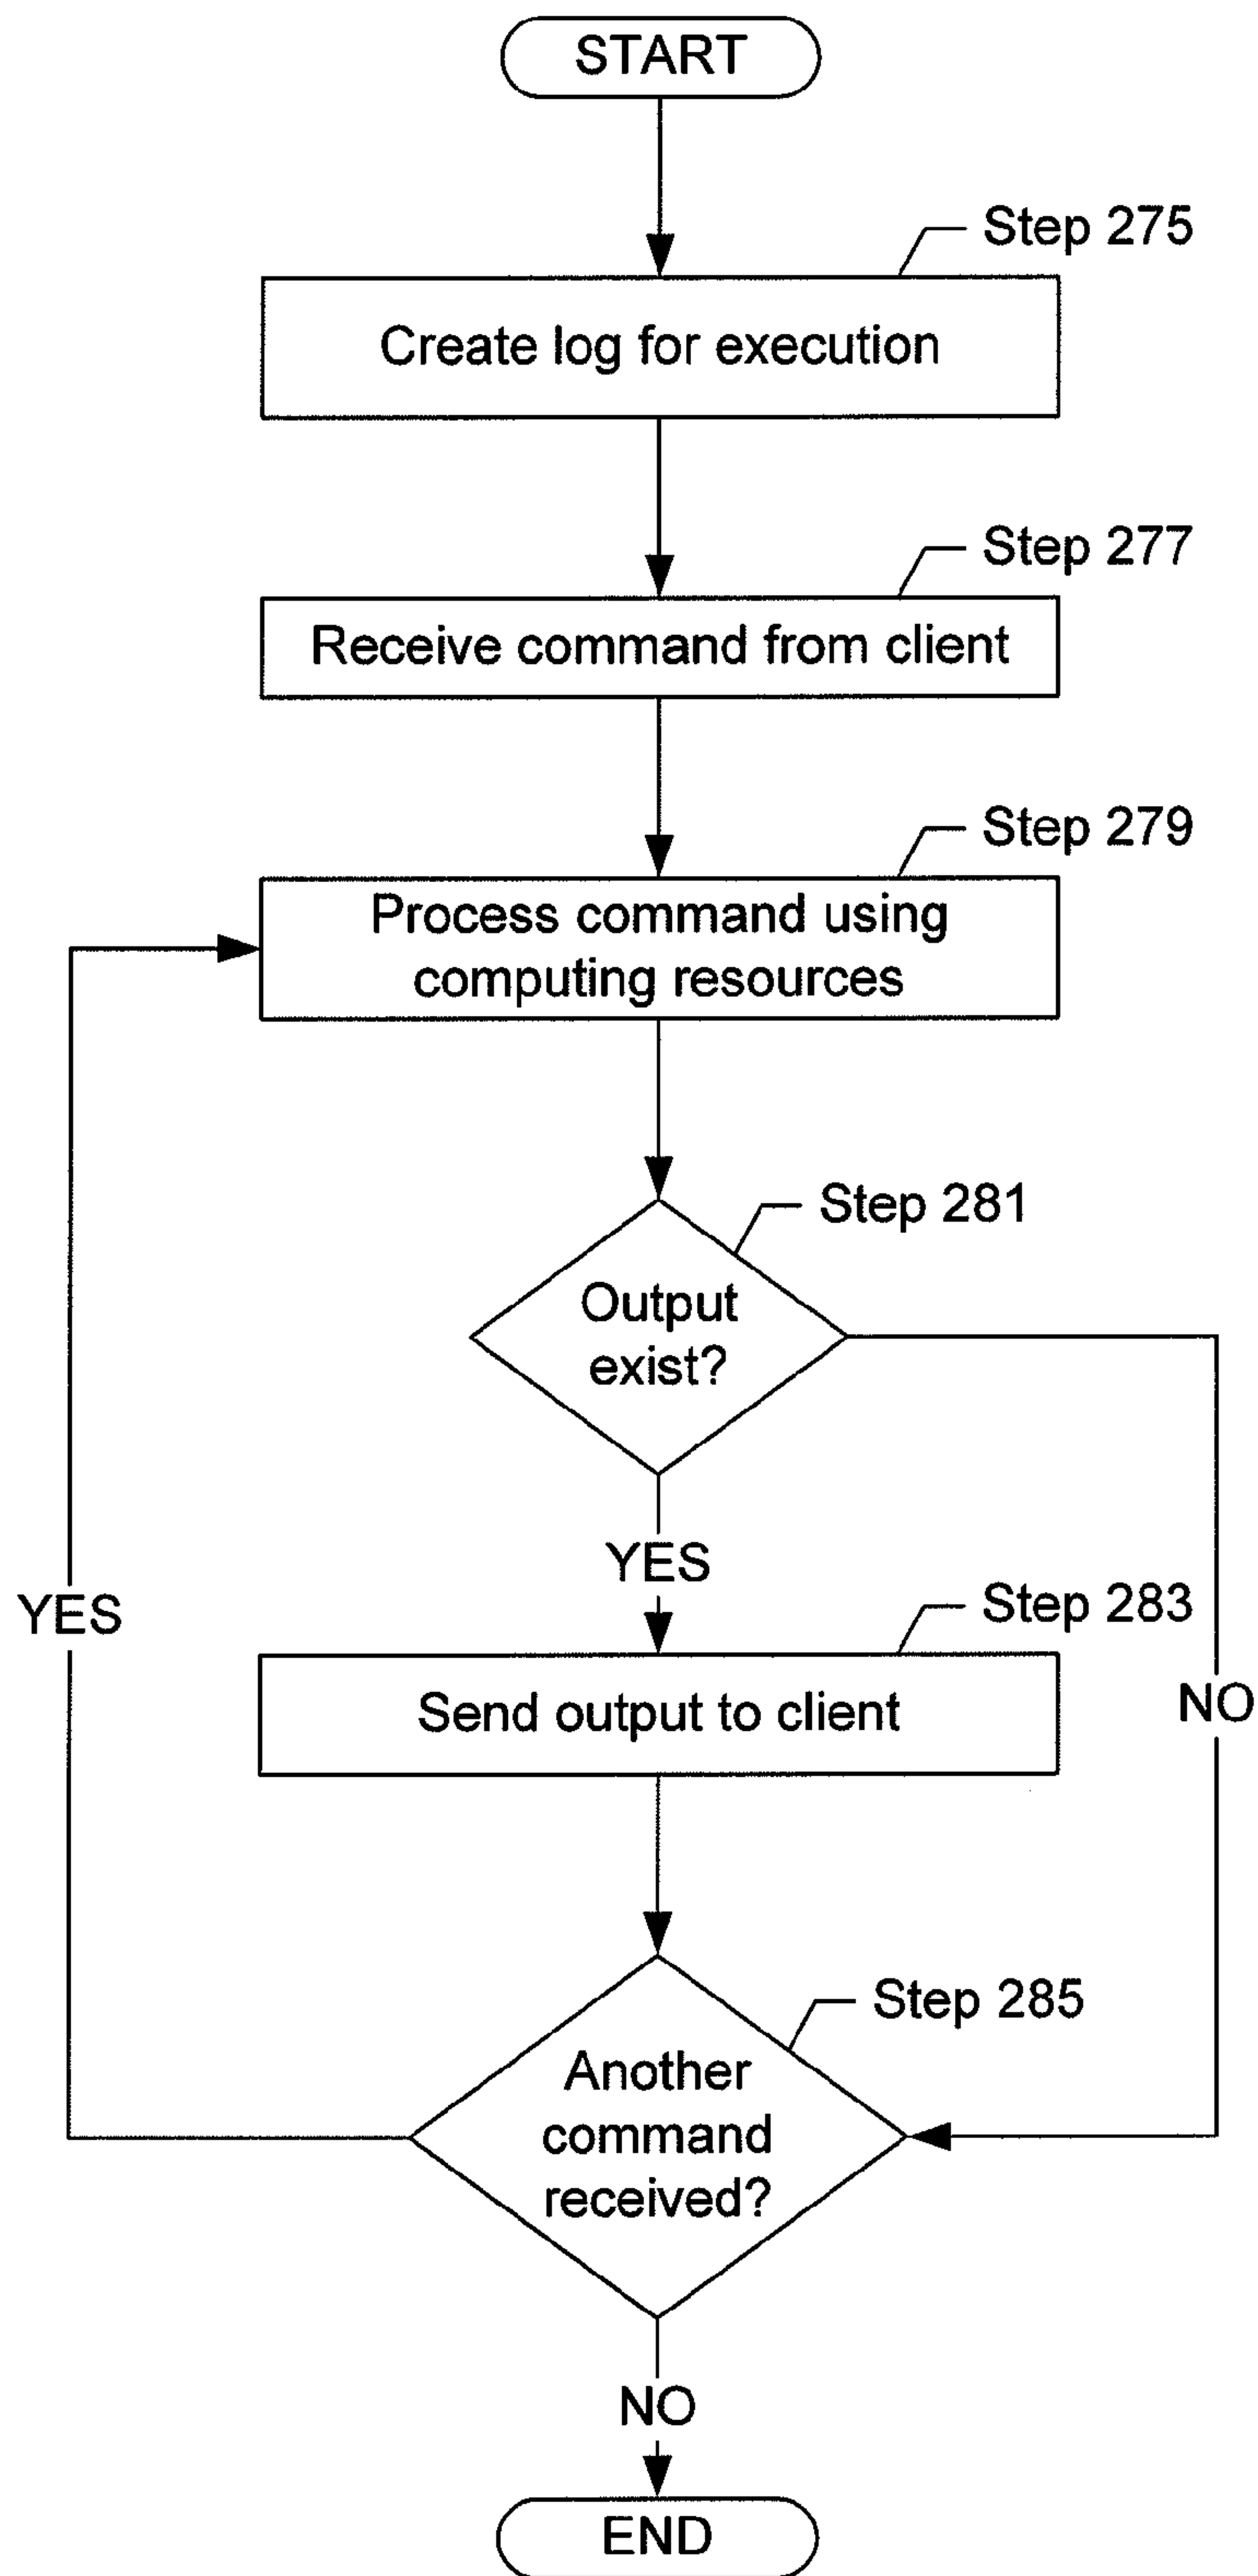 START
Step 275
Create log for execution
Step 277
Receive command from client
Step 279
Process command using
computing resources
Step 281
Output
exist?
YES
YES
Step 283
Send output to client
NO
Step 285
Another
command
received?
NO
END